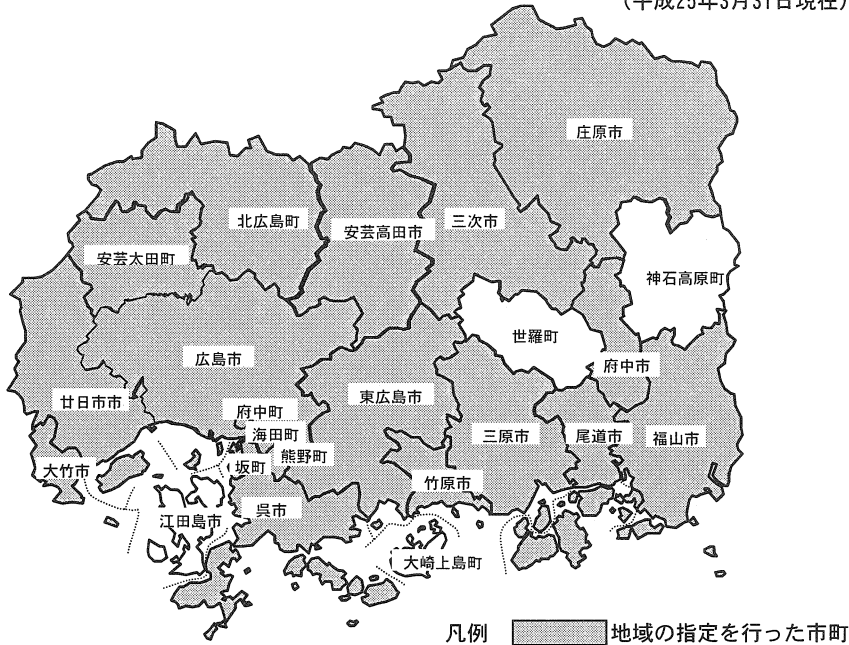 （平成25年3月31日現在）
庄原市
北広島町
安芸高田市
三次市
安芸太田町
神石高原町
世羅町
広島市
府中市
廿日市市
東広島市
府中町
海田町
三原市
尾道市
福山市
熊野町
坂町
大竹市
竹原市
江田島市
呉市
大崎上島町
凡例
地域の指定を行った市町